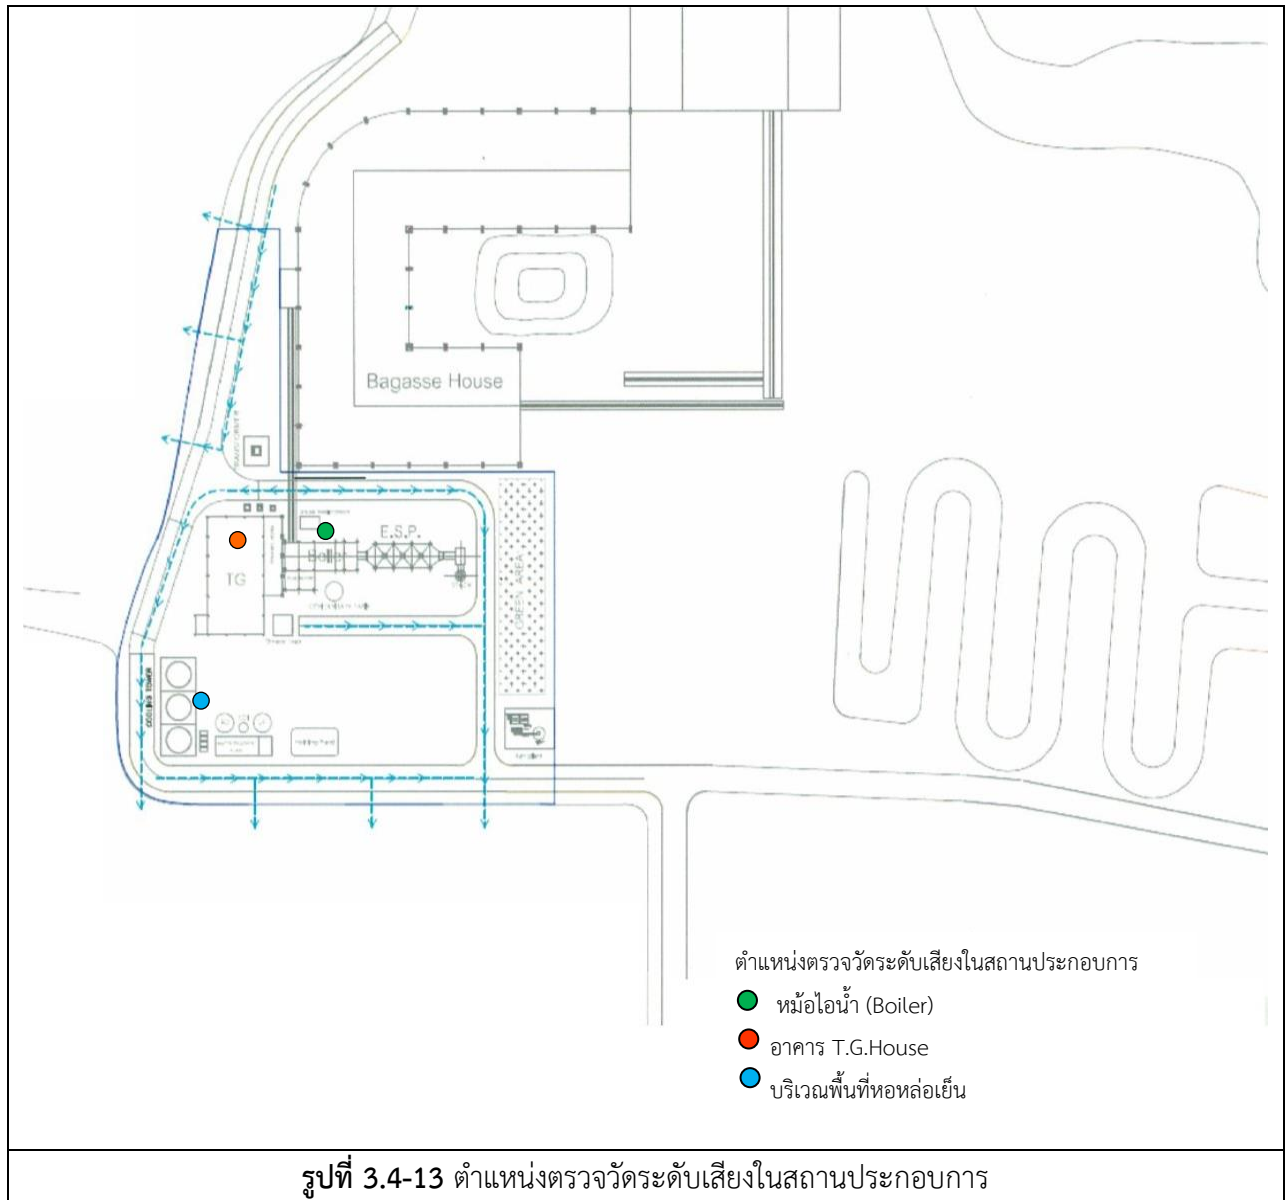 Bagasse House
E.S.P.
Boiler
TG
GREEN AREA
ตำแหน่งตรวจวัดระดับเสียงในสถานประกอบการ
หม้อไอน้ำ (Boiler)
อาคาร T.G.House
บริเวณพื้นที่หอหล่อเย็น
รูปที่ 3.4-13 ตำแหน่งตรวจวัดระดับเสียงในสถานประกอบการ